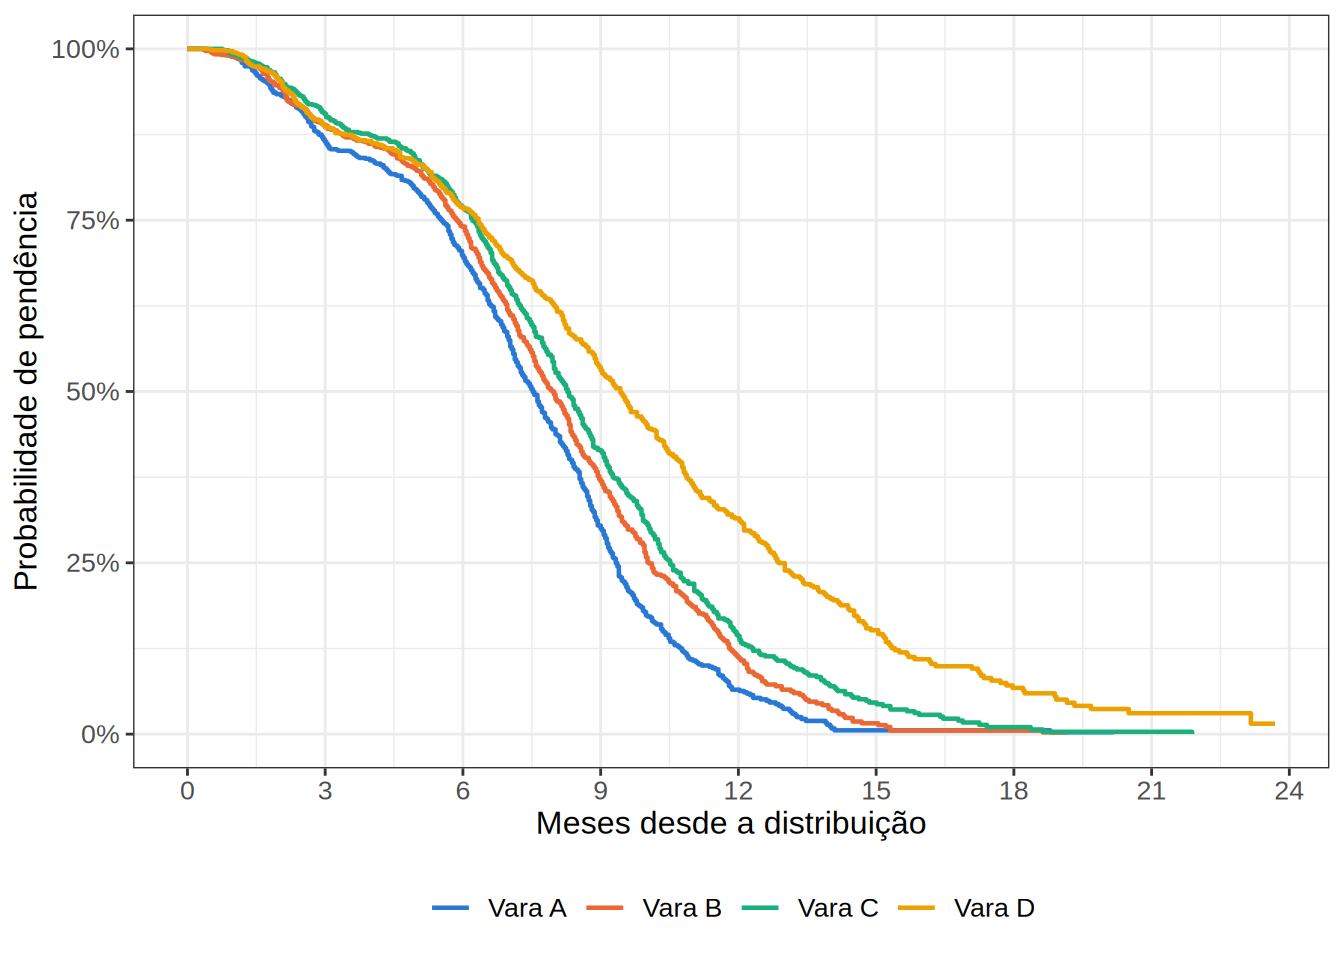 100%
75%
50%
25%
0%
Probabilidade de pendência
0 3 6 9 12 15 18 21 24
Meses desde a distribuição
Vara A Vara B Vara C Vara D